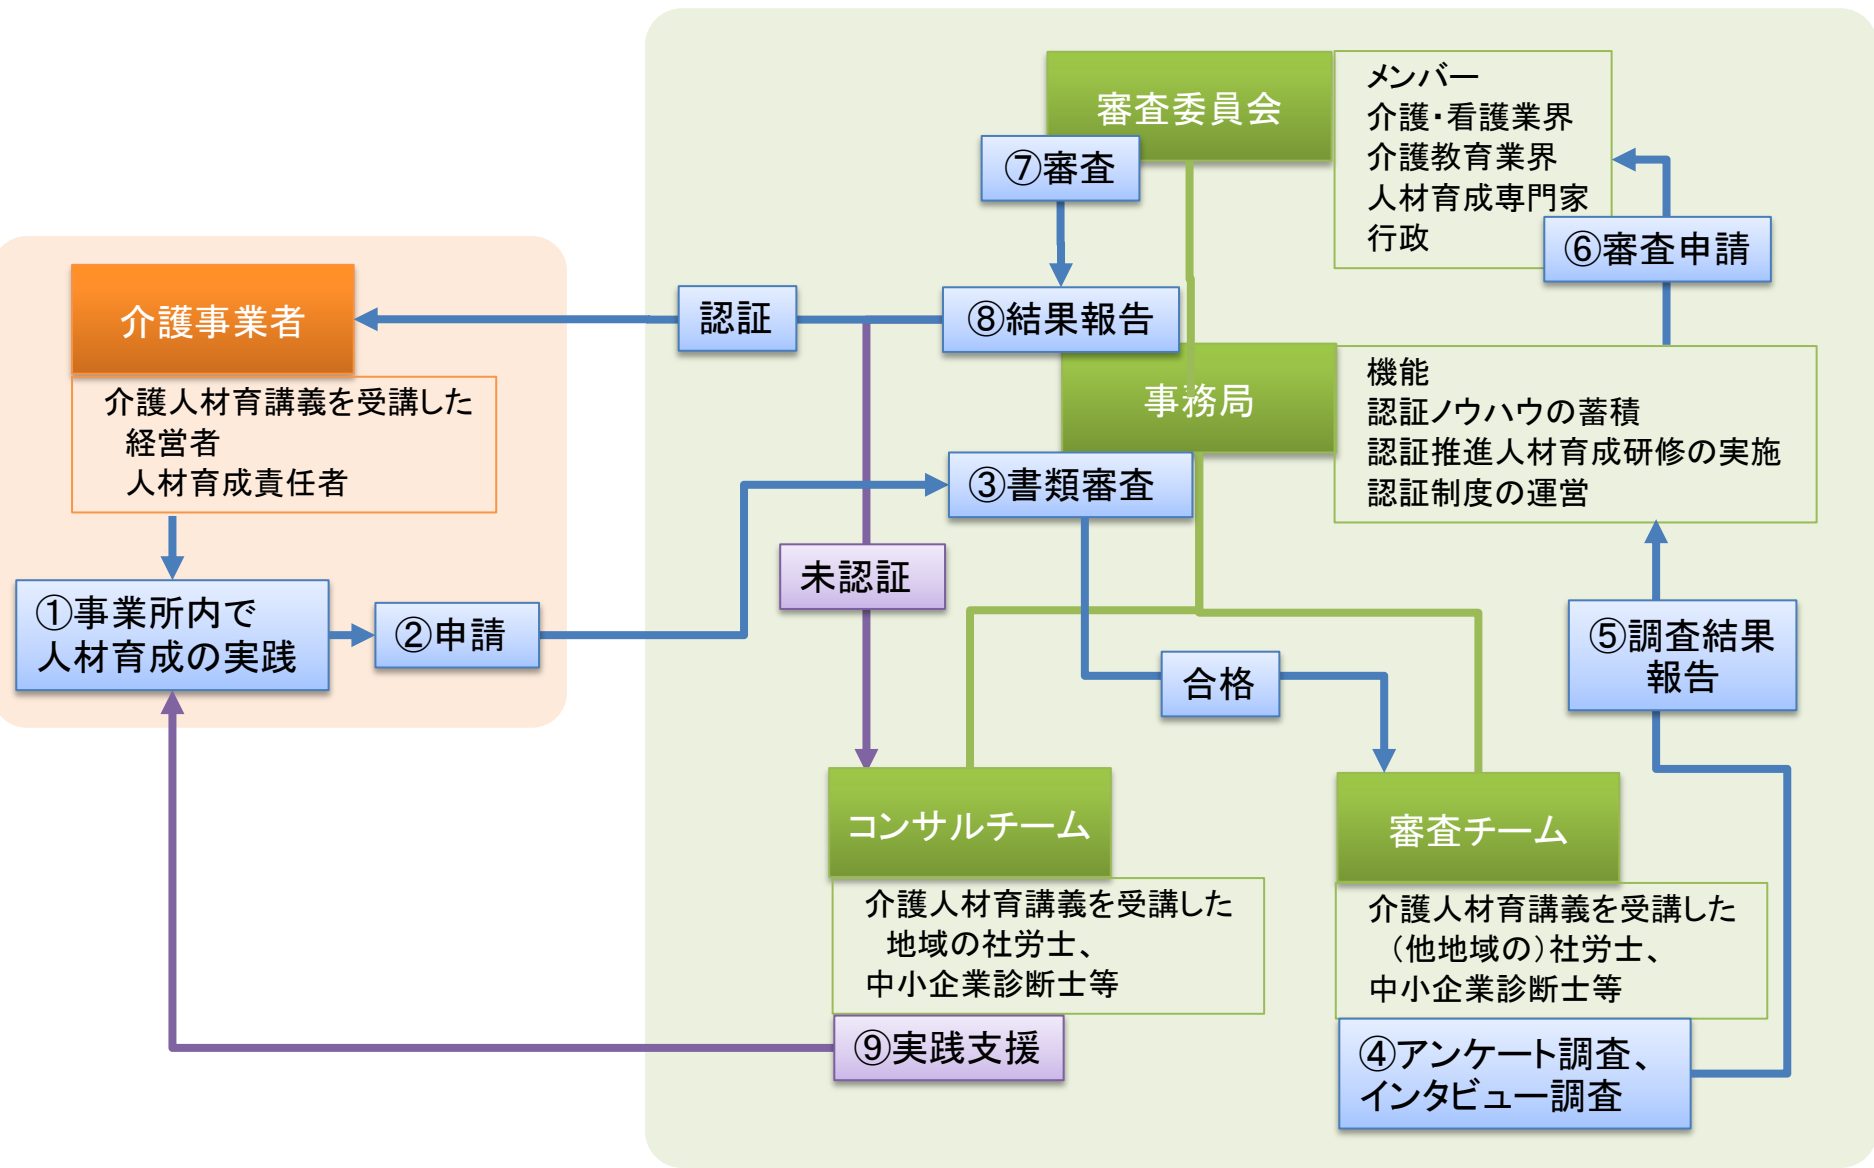 審査委員会
メンバー
介護・看護業界
介護教育業界
人材育成専門家
行政
⑦審査
⑥審査申請
介護事業者
認証
⑧結果報告
事務局
機能
認証ノウハウの蓄積
認証推進人材育成研修の実施
認証制度の運営
介護人材育講義を受講した
経営者
人材育成責任者
③書類審査
未認証
①事業所内で
人材育成の実践
②申請
合格
⑤調査結果
報告
コンサルチーム
審査チーム
介護人材育講義を受講した
地域の社労士、
中小企業診断士等
介護人材育講義を受講した
（他地域の）社労士、
中小企業診断士等
⑨実践支援
④アンケート調査、
インタビュー調査